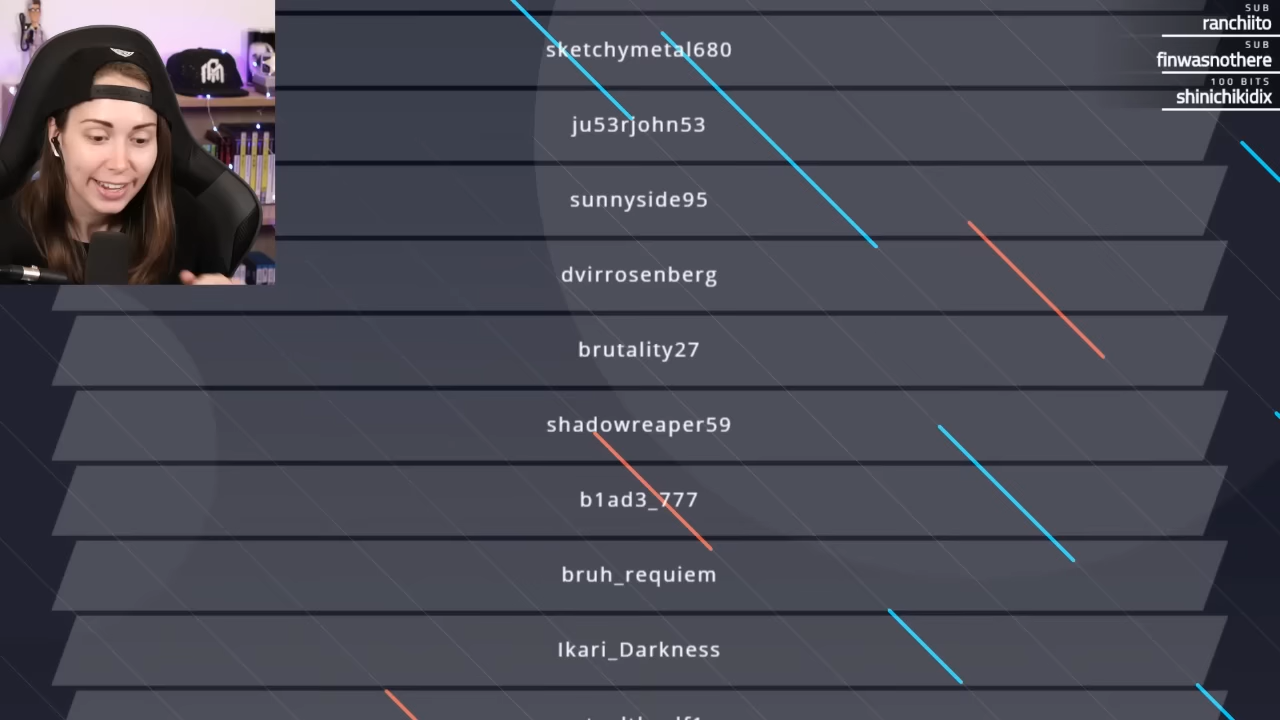 sketchymetal680
ju53rjohn53
sunnyside95
dvirrosenberg
brutality27
shadowreaper59
b1ad3_777
bruh_requiem
Ikari_Darkness
SUB
ranchiito
SUB
finwasnothere
100 BITS
shinichikidix